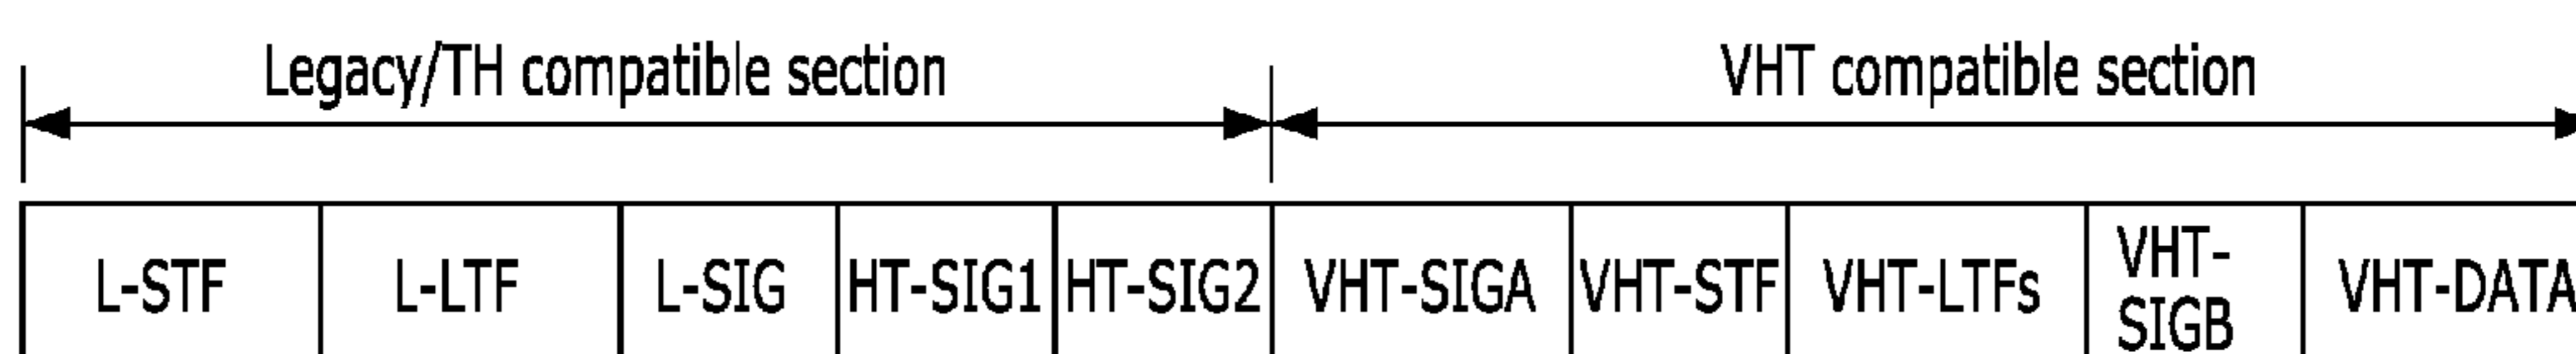 Legacy/TH compatible section VHT compatible section
L-STF L-LTF L-SIG HT-SIG1 HT-SIG2 VHT-SIGA VHT-STF VHT-LTFs VHT-
SIGB VHT-DATA